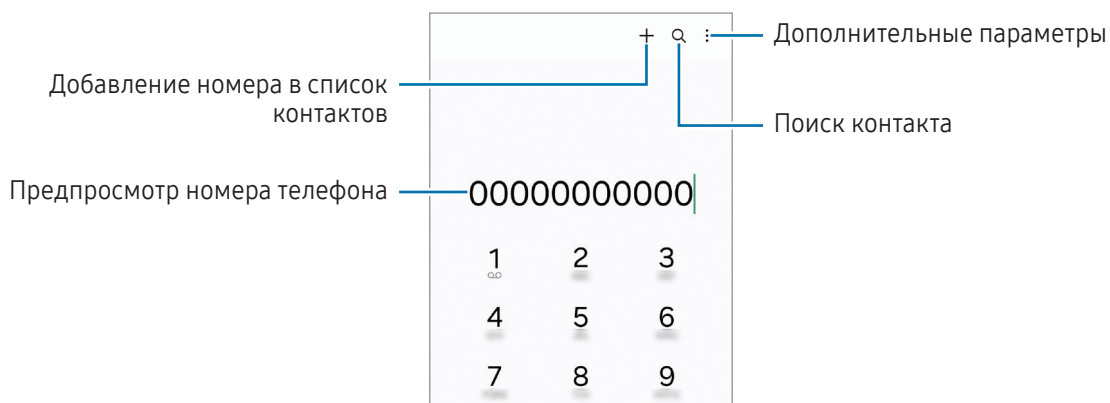 Дополнительные параметры
Добавление номера в список
контактов
Поиск контакта
Предпросмотр номера телефона
00000000000
1 2 3
4 5 6
7 8 9